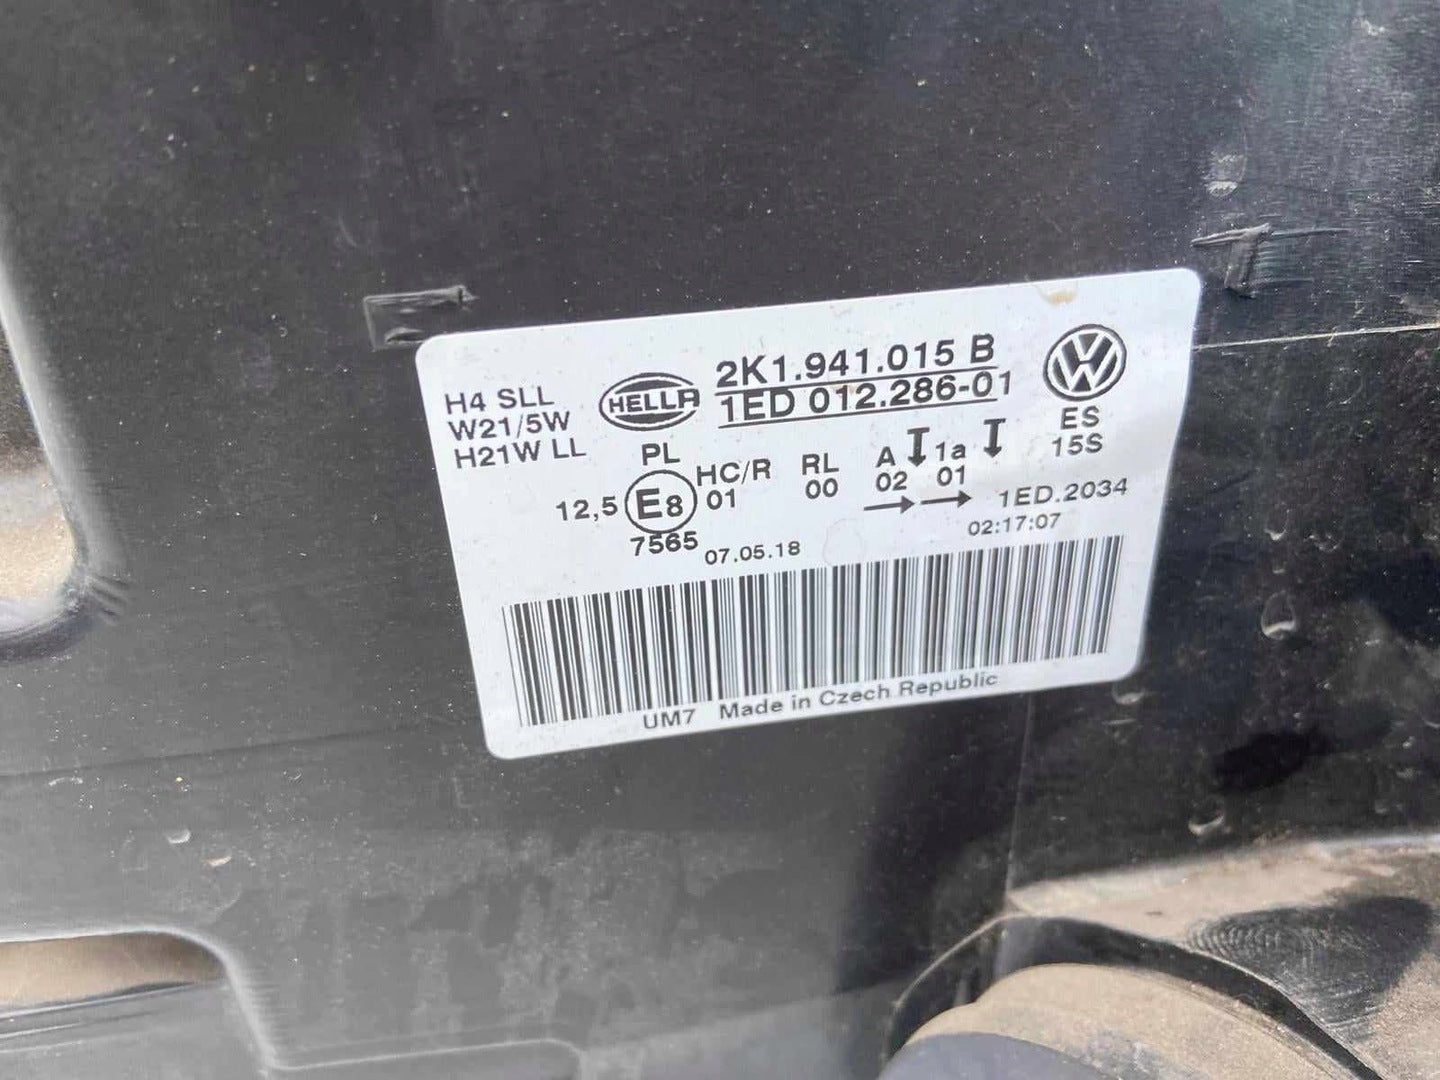 H4 SLL
W21/5W
H21W LL
HELLA
2K1.941.015 B
1ED 012.286-01
ES
15S
PL
12,5 E8 HC/R 01 RL 00 A 02 1a 01
7565
→ →
1ED.2034
07.05.18
02:17:07
UM7 Made in Czech Republic